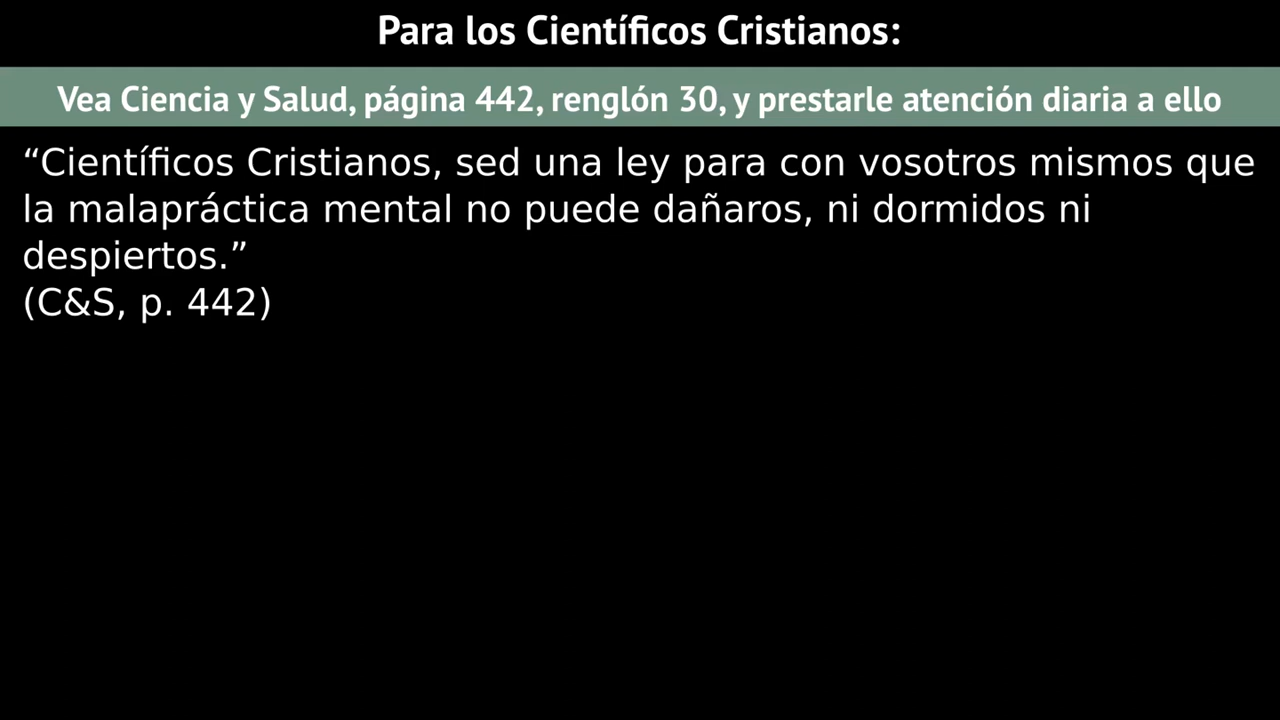 Para los Científicos Cristianos:
Vea Ciencia y Salud, página 442, renglón 30, y prestarle atención diaria a ello
“Científicos Cristianos, sed una ley para con vosotros mismos que
la malapráctica mental no puede dañaros, ni dormidos ni
despiertos.”
(C&S, p. 442)